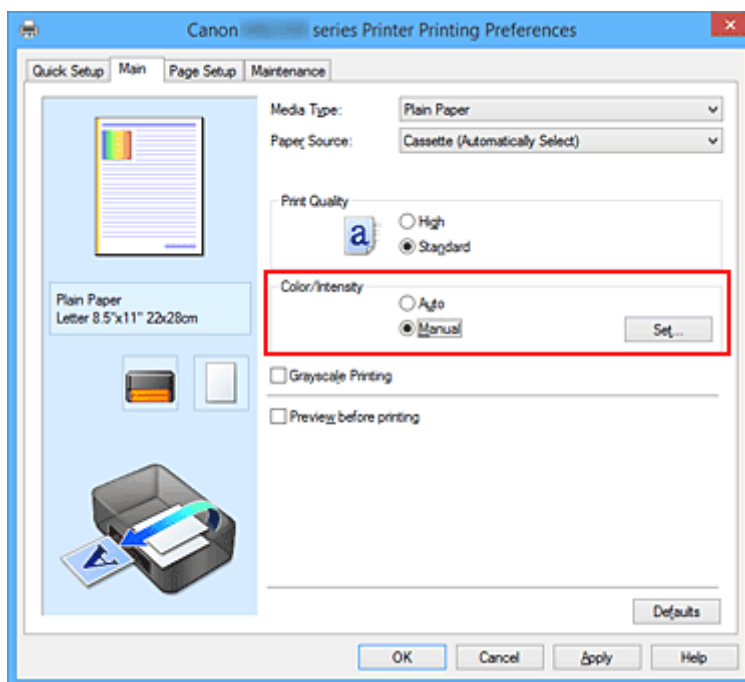 Canon series Printer Printing Preferences
Quick Setup Main Page Setup Maintenance
Media Type: Plain Paper
Paper Source: Cassette (Automatically Select)
Print Quality
a
High
Standard
Color/Intensity
Auto
Manual Set...
Plain Paper
Letter 8.5"x11" 22x28cm
Grayscale Printing
Preview before printing
A
Defaults
OK Cancel Apply Help